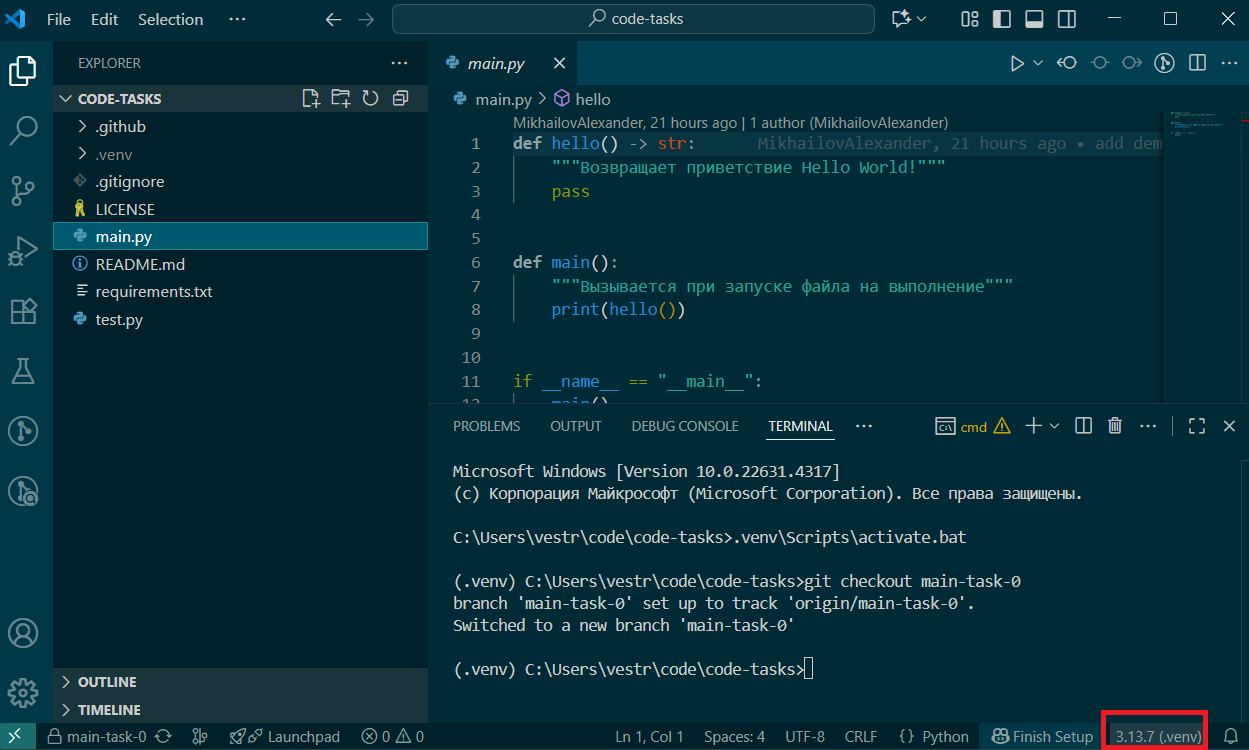 File Edit Selection ··· code-tasks
EXPLORER ···
CODE-TASKS
.github
.venv
.gitignore
LICENSE
main.py
README.md
requirements.txt
test.py
OUTLINE
TIMELINE
main.py
main.py > hello
MikhailovAlexander, 21 hours ago | 1 author (MikhailovAlexander)
1 def hello() -> str: MikhailovAlexander, 21 hours ago • add dem
2 """Возвращает приветствие Hello World!"""
3 pass
4
5
6 def main():
7 """Вызывается при запуске файла на выполнение"""
8 print(hello())
9
10
11 if __name__ == "__main__":
12 main()
PROBLEMS OUTPUT DEBUG CONSOLE TERMINAL ··· cmd
Microsoft Windows [Version 10.0.22631.4317]
(c) Корпорация Майкрософт (Microsoft Corporation). Все права защищены.
C:\Users\vestr\code\code-tasks>.venv\Scripts\activate.bat
(.venv) C:\Users\vestr\code\code-tasks>git checkout main-task-0
branch 'main-task-0' set up to track 'origin/main-task-0'.
Switched to a new branch 'main-task-0'
(.venv) C:\Users\vestr\code\code-tasks>
main-task-0 Launchpad 0 0 Ln 1, Col 1 Spaces: 4 UTF-8 CRLF {} Python Finish Setup 3.13.7 (.venv)